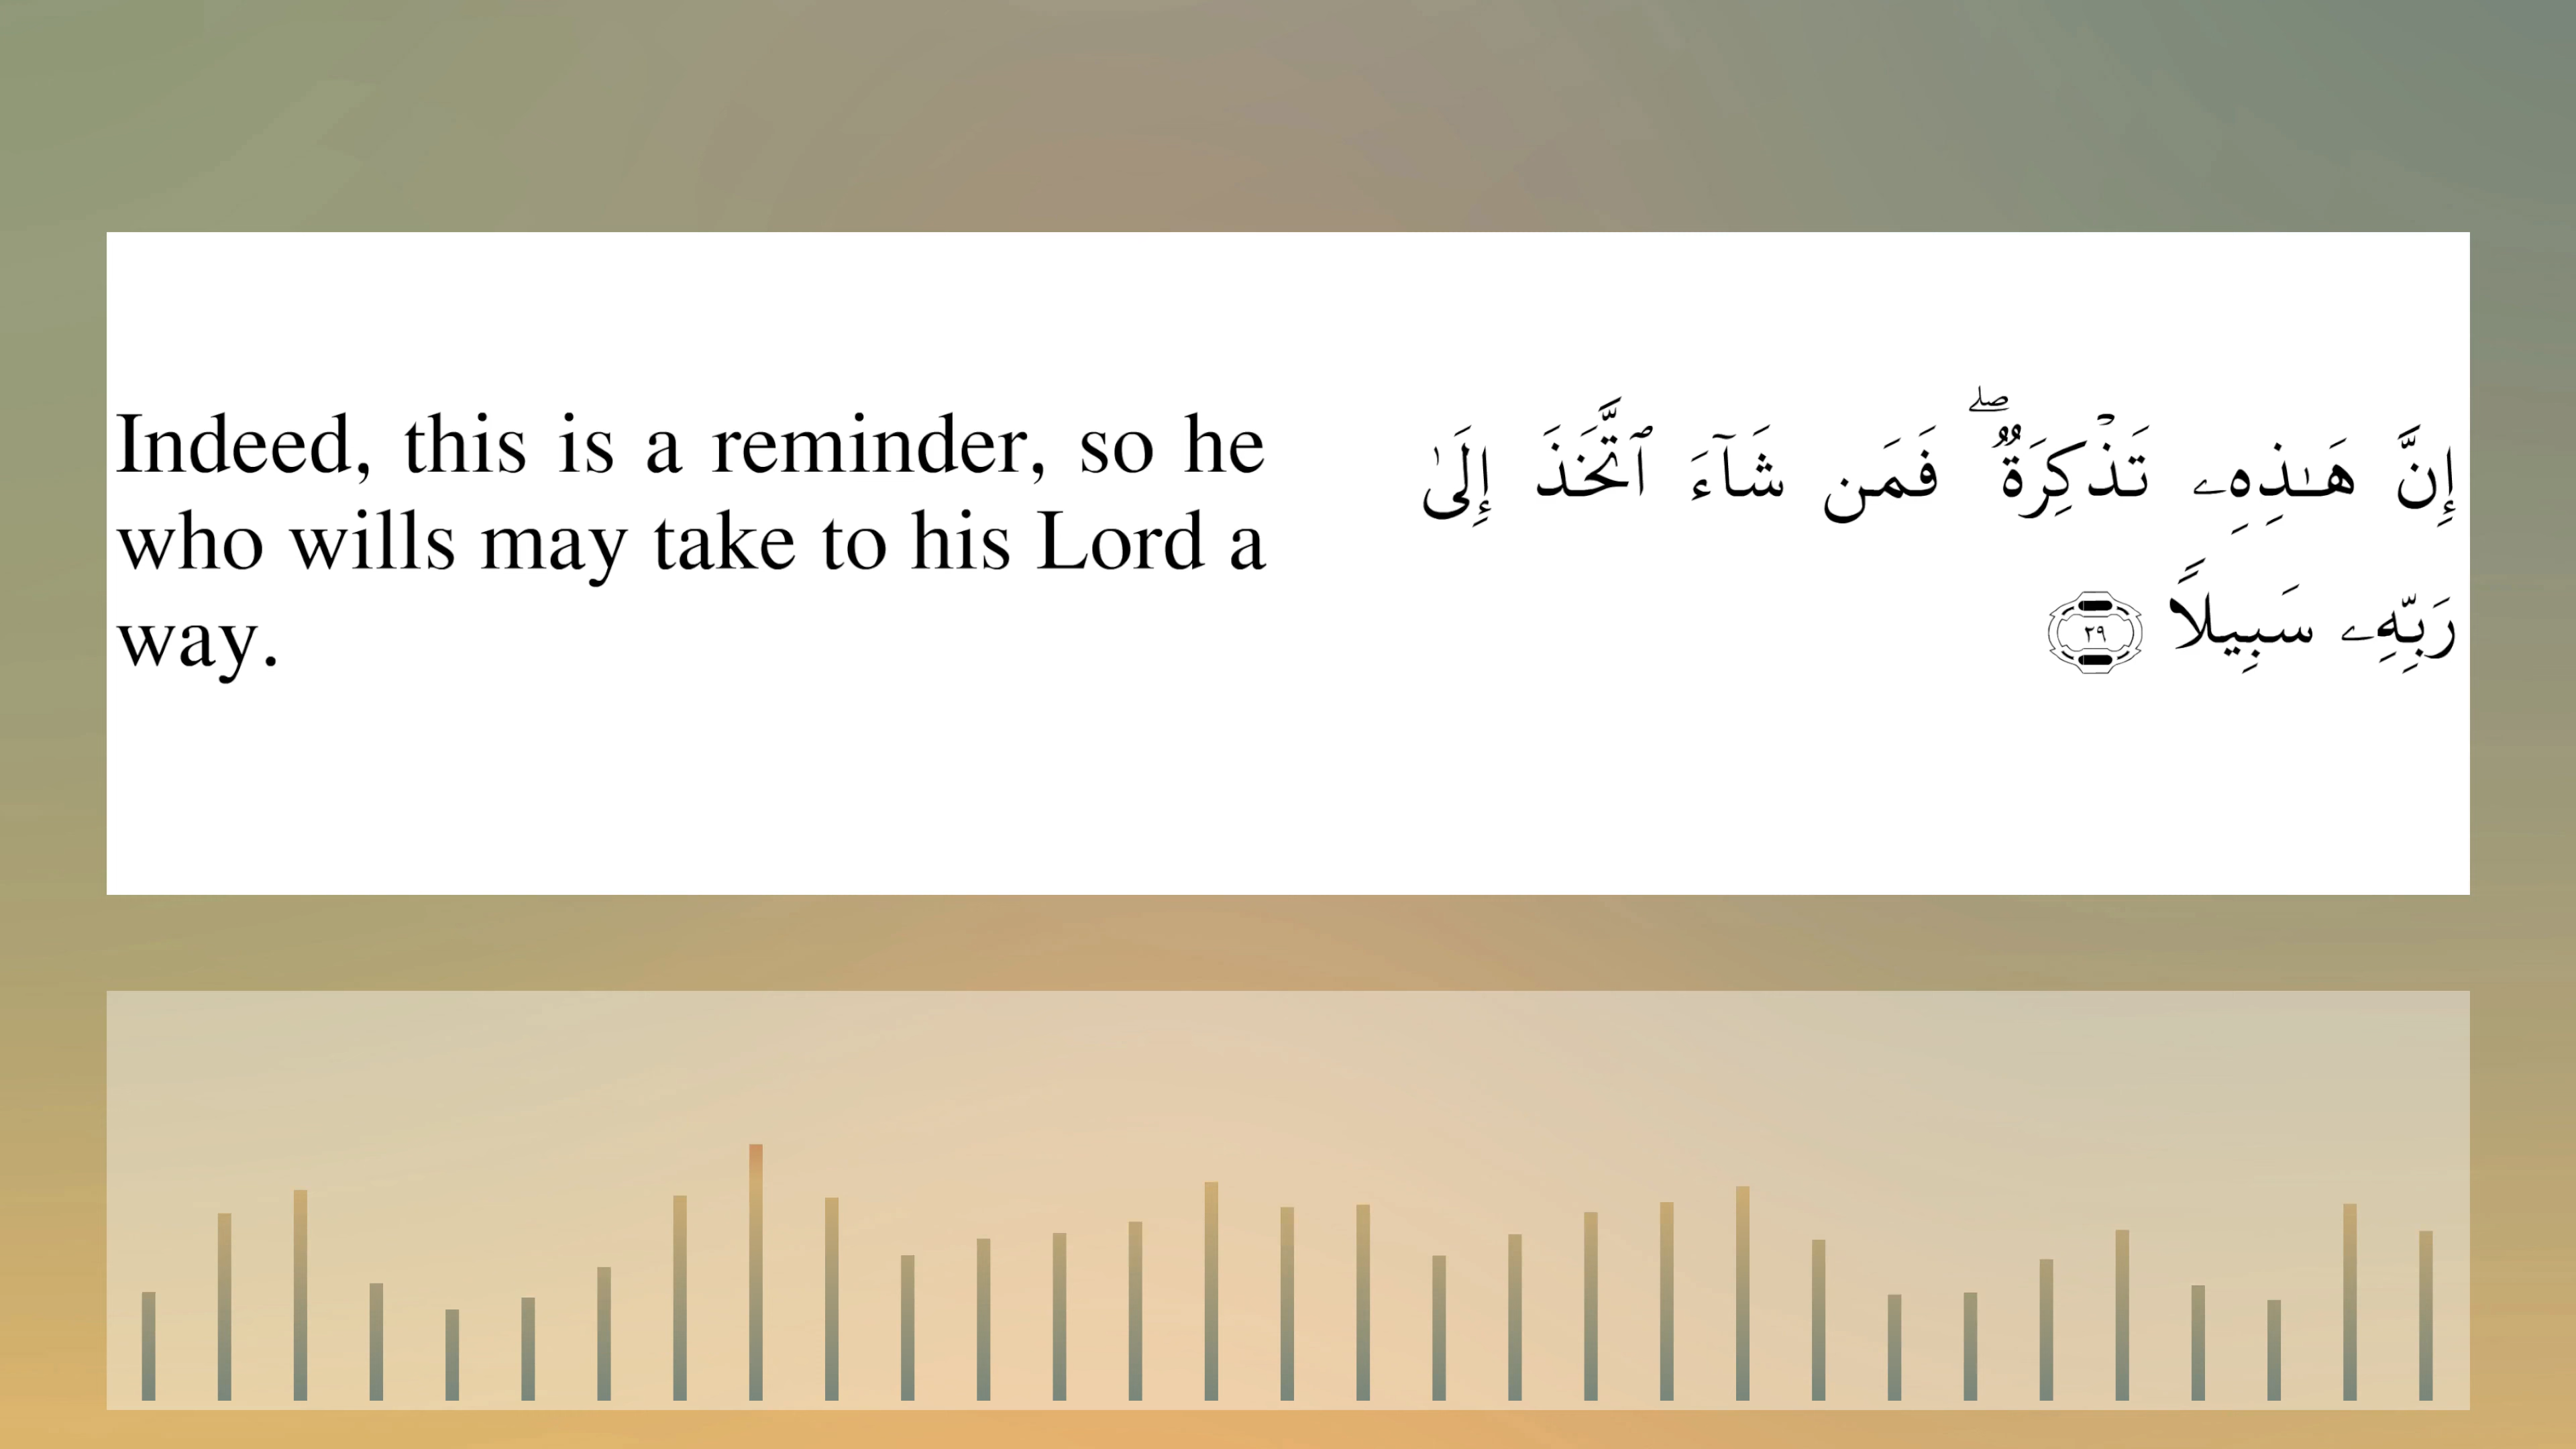 Indeed, this is a reminder, so he
who wills may take to his Lord a
way.
إِنَّ هَـٰذِهِۦ تَذْكِرَةٌ ۖ فَمَن شَآءَ ٱتَّخَذَ إِلَىٰ
رَبِّهِۦ سَبِيلًا ٢٩